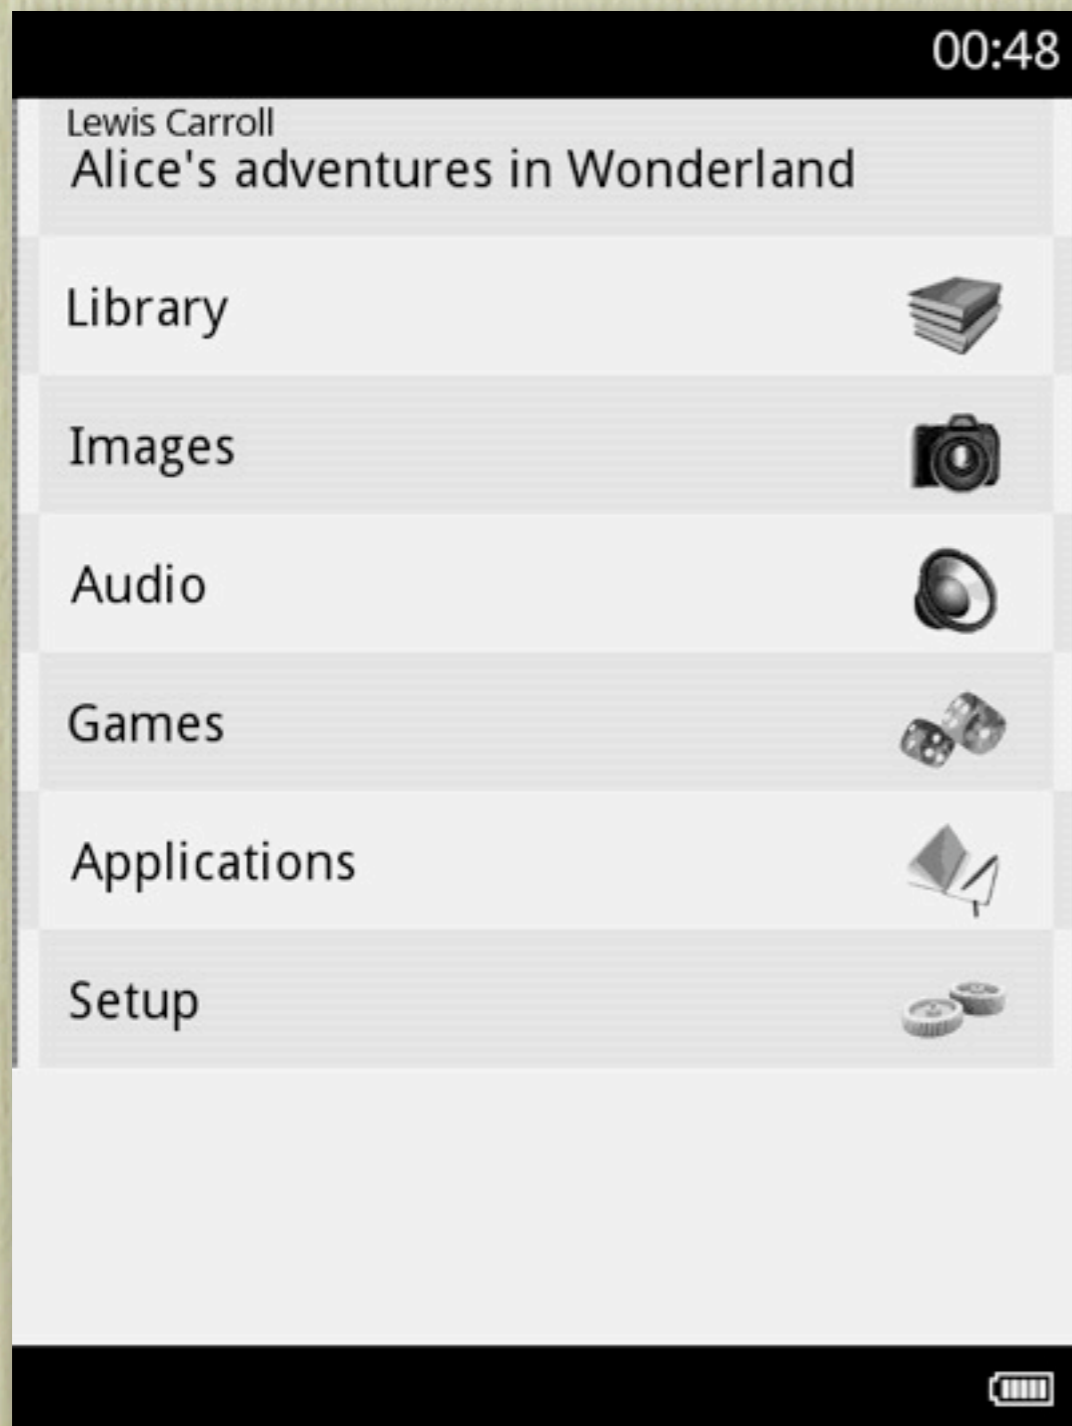 00:48
Lewis Carroll
Alice's adventures in Wonderland
Library
Images
Audio
Games
Applications
Setup